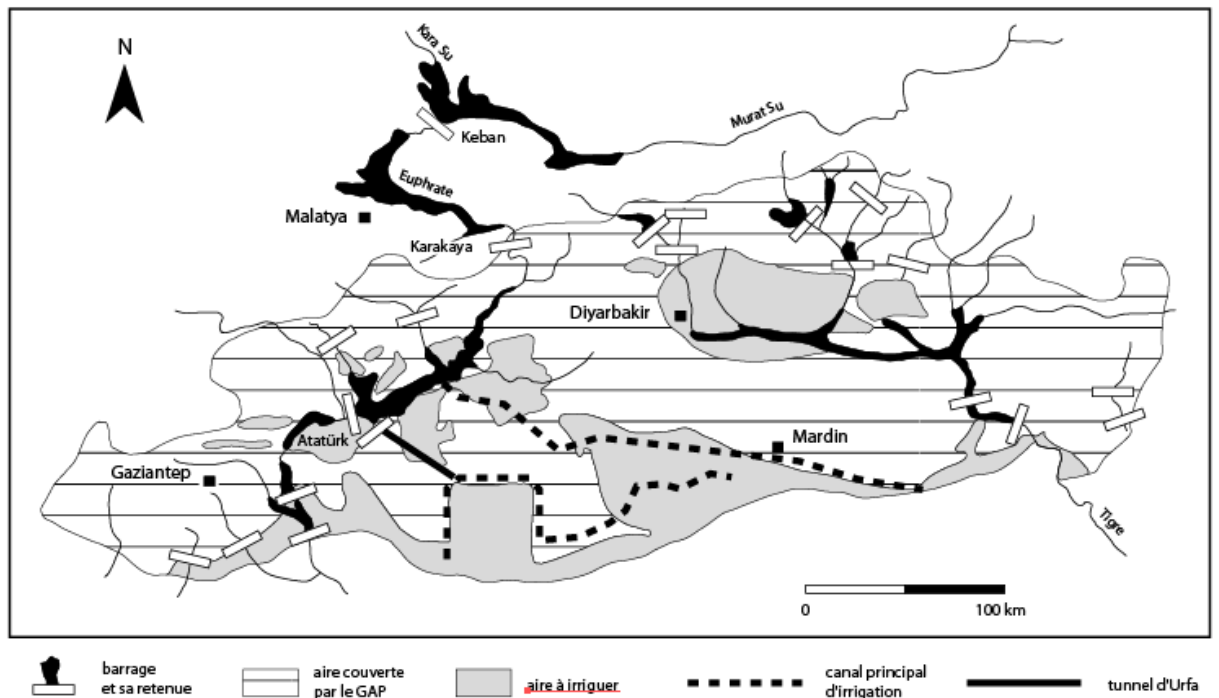 N
Kara Su
Murat Su
Keban
Euphrate
Malatya
Karakaya
Diyarbakir
Atatürk
Mardin
Gaziantep
Tigre
0 100 km
barrage
et sa retenue
aire couverte
par le GAP
aire à irriguer
canal principal
d'irrigation
tunnel d'Urfa